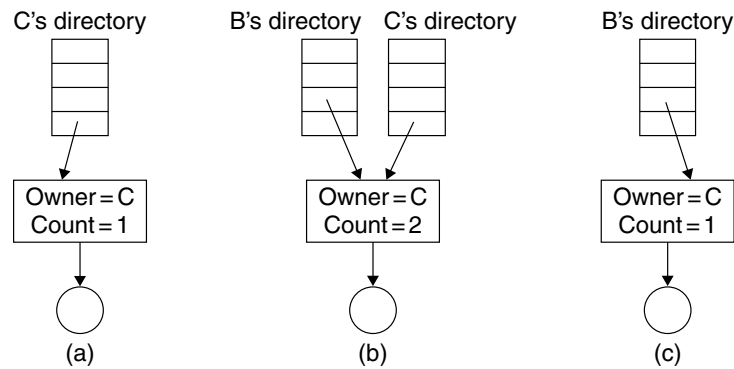 C's directory
B's directory C's directory
B's directory
Owner = C
Count = 1
Owner = C
Count = 2
Owner = C
Count = 1
(a)
(b)
(c)